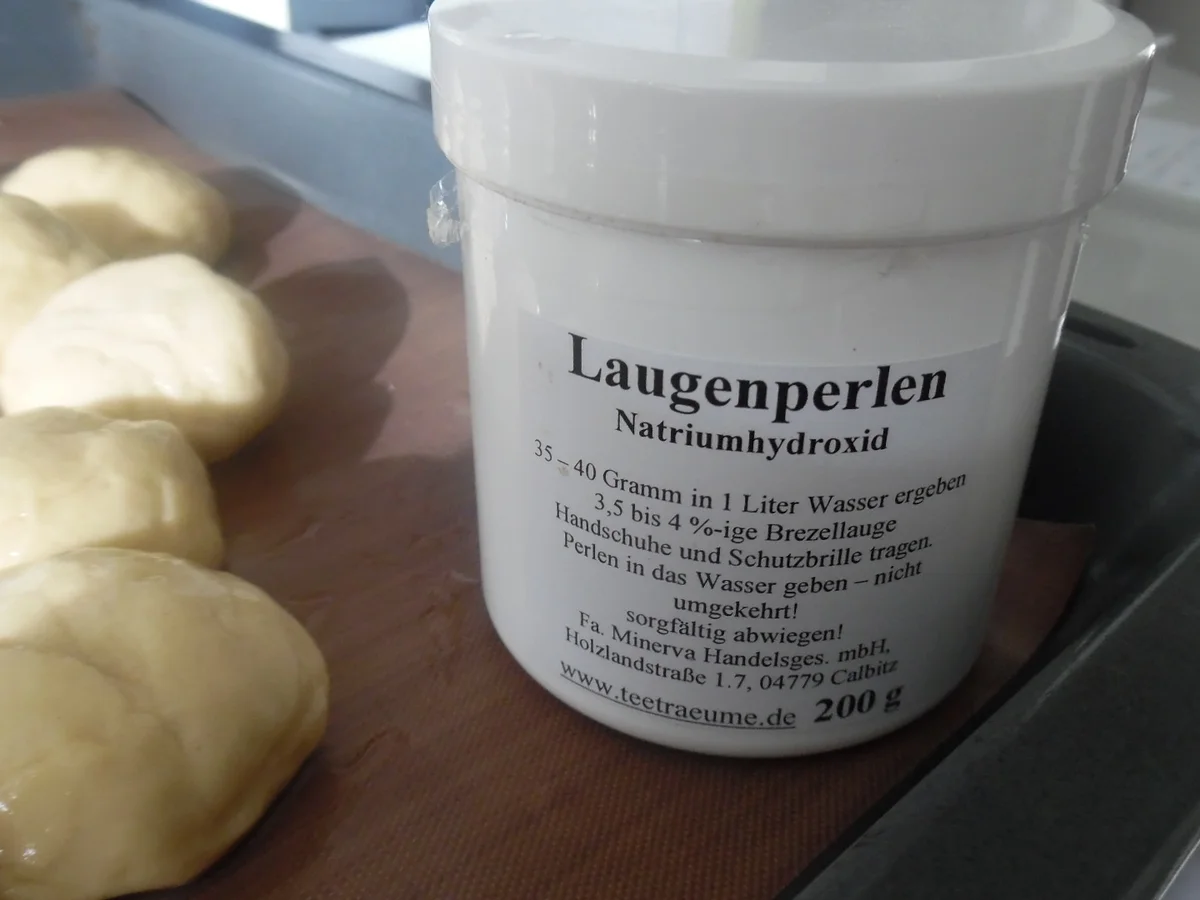 Laugenperlen
Natriumhydroxid
35 – 40 Gramm in 1 Liter Wasser ergeben
3,5 bis 4 %-ige Brezellauge
Handschuhe und Schutzbrille tragen.
Perlen in das Wasser geben – nicht
umgekehrt!
sorgfältig abwiegen!
Fa. Minerva Handelsges. mbH,
Holzlandstraße 1.7, 04779 Calbitz
www.teetraeume.de 200 g